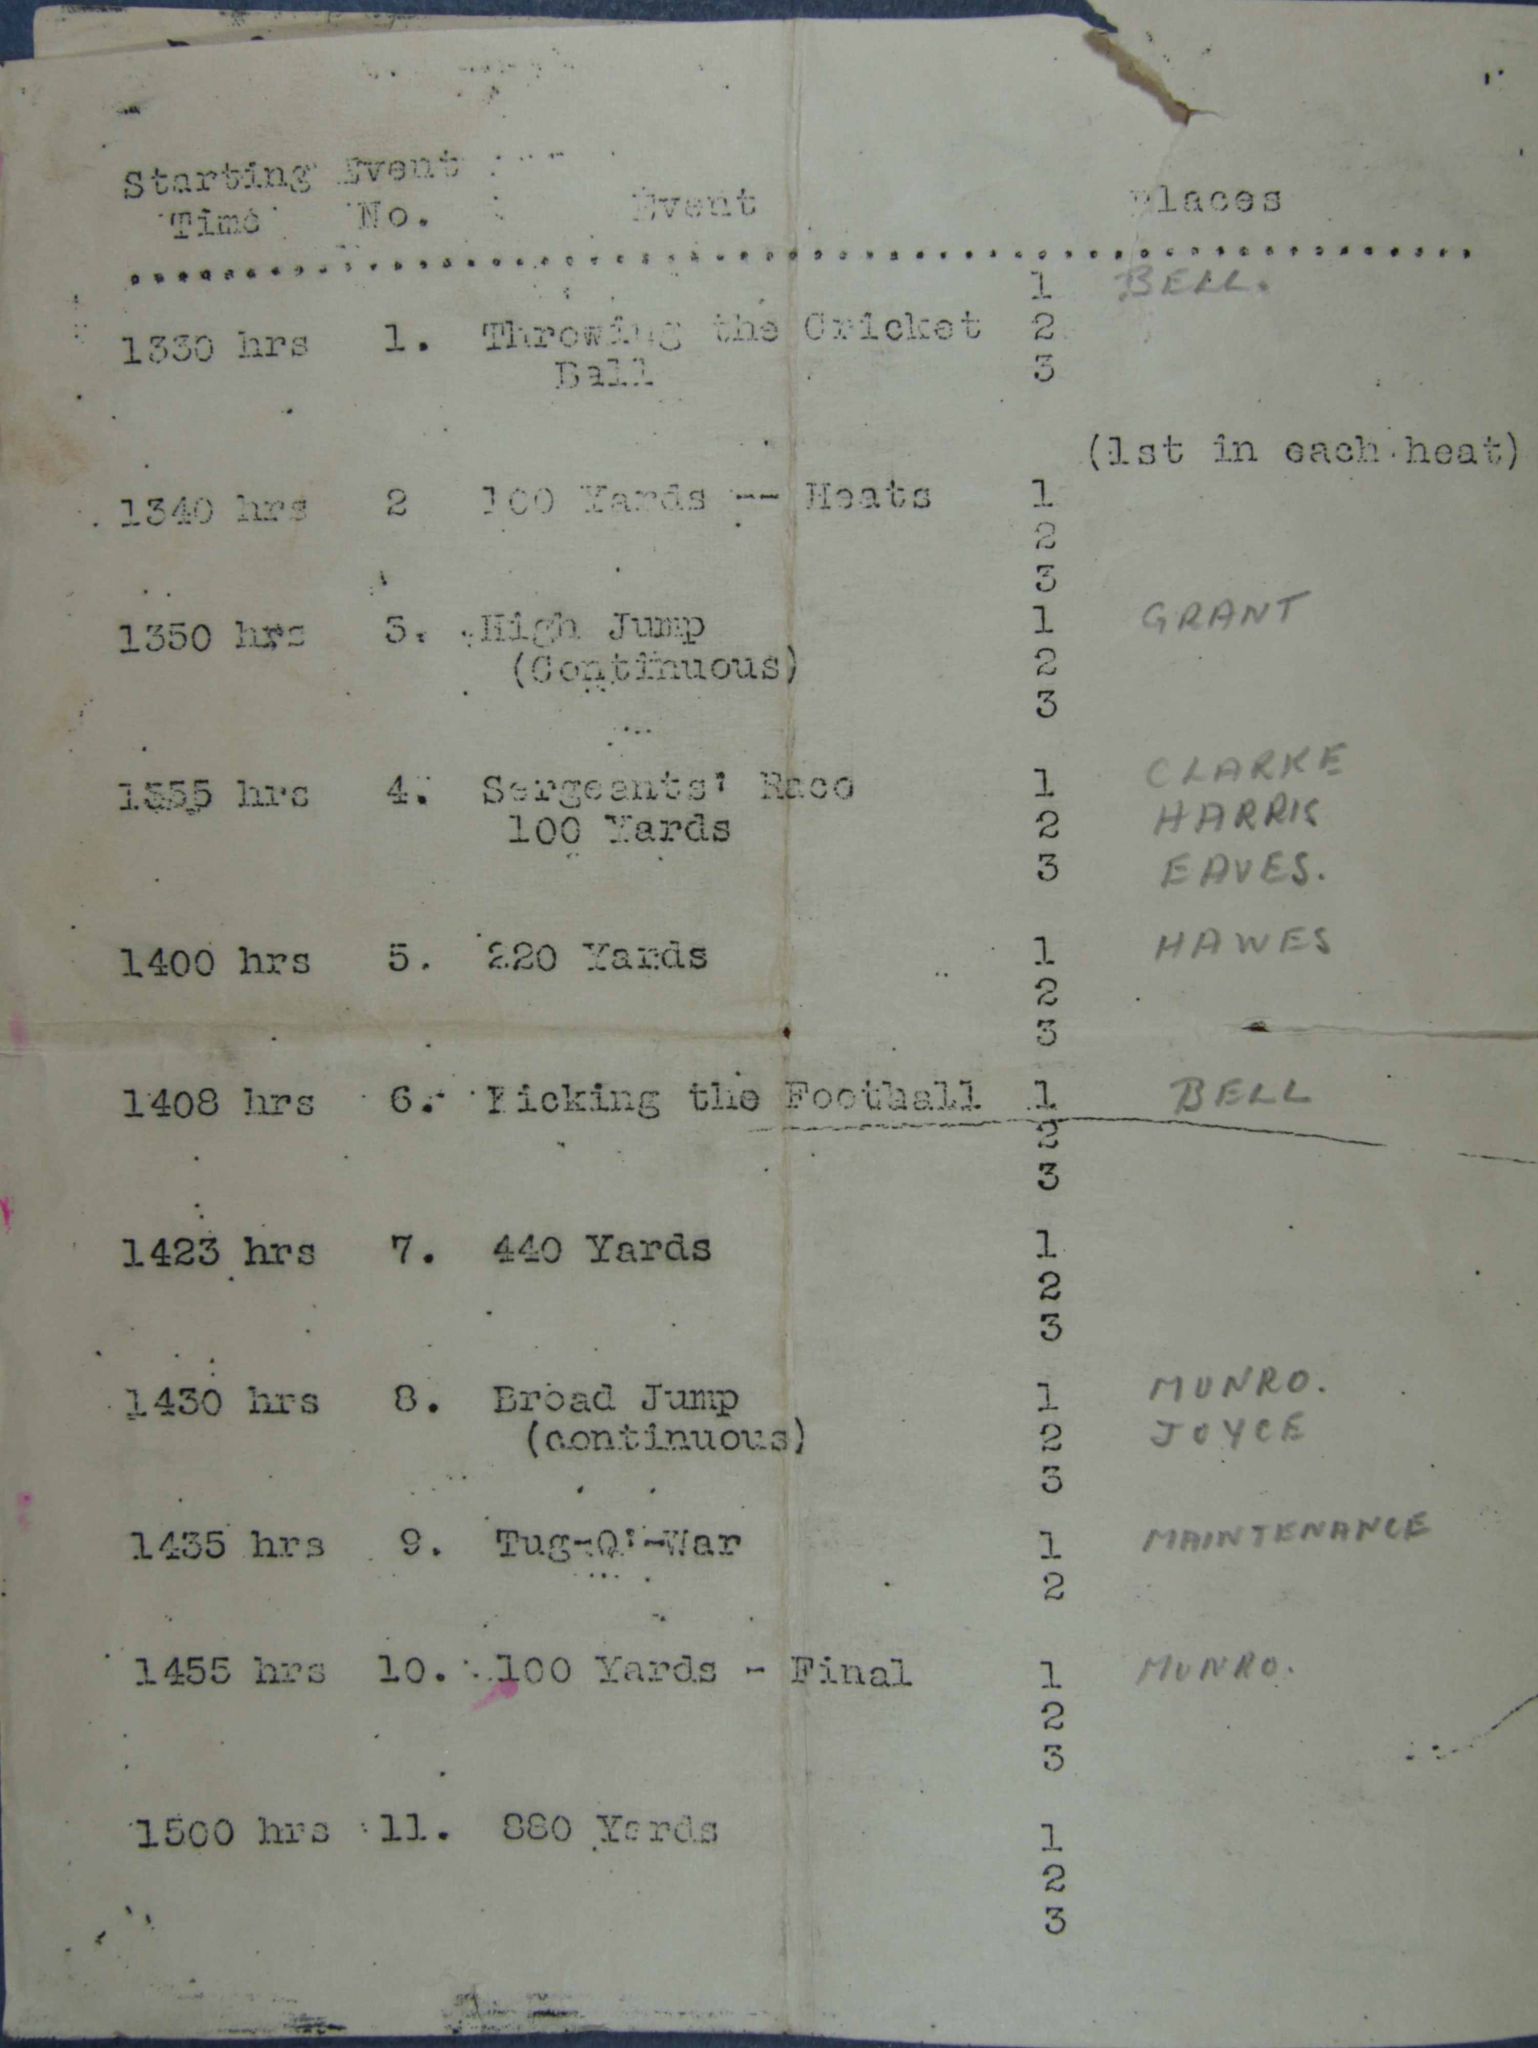 Starting Event
Time No. Event Places
1 BELL.
1330 hrs 1. Throwing the Cricket 2
Ball 3
(1st in each heat)
1340 hrs 2 100 Yards -- Heats 1
2
3
1350 hrs 3. High Jump 1 GRANT
(Continuous) 2
3
1355 hrs 4. Sergeants' Race 1 CLARKE
100 Yards 2 HARRIS
3 EAVES.
1400 hrs 5. 220 Yards 1 HAWES
2
3
1408 hrs 6. Kicking the Football 1 BELL
2
3
1423 hrs 7. 440 Yards 1
2
3
1430 hrs 8. Broad Jump 1 MUNRO.
(continuous) 2 JOYCE
3
1435 hrs 9. Tug-O'-War 1 MAINTENANCE
2
1455 hrs 10. 100 Yards - Final 1 MUNRO.
2
3
1500 hrs 11. 880 Yards 1
2
3